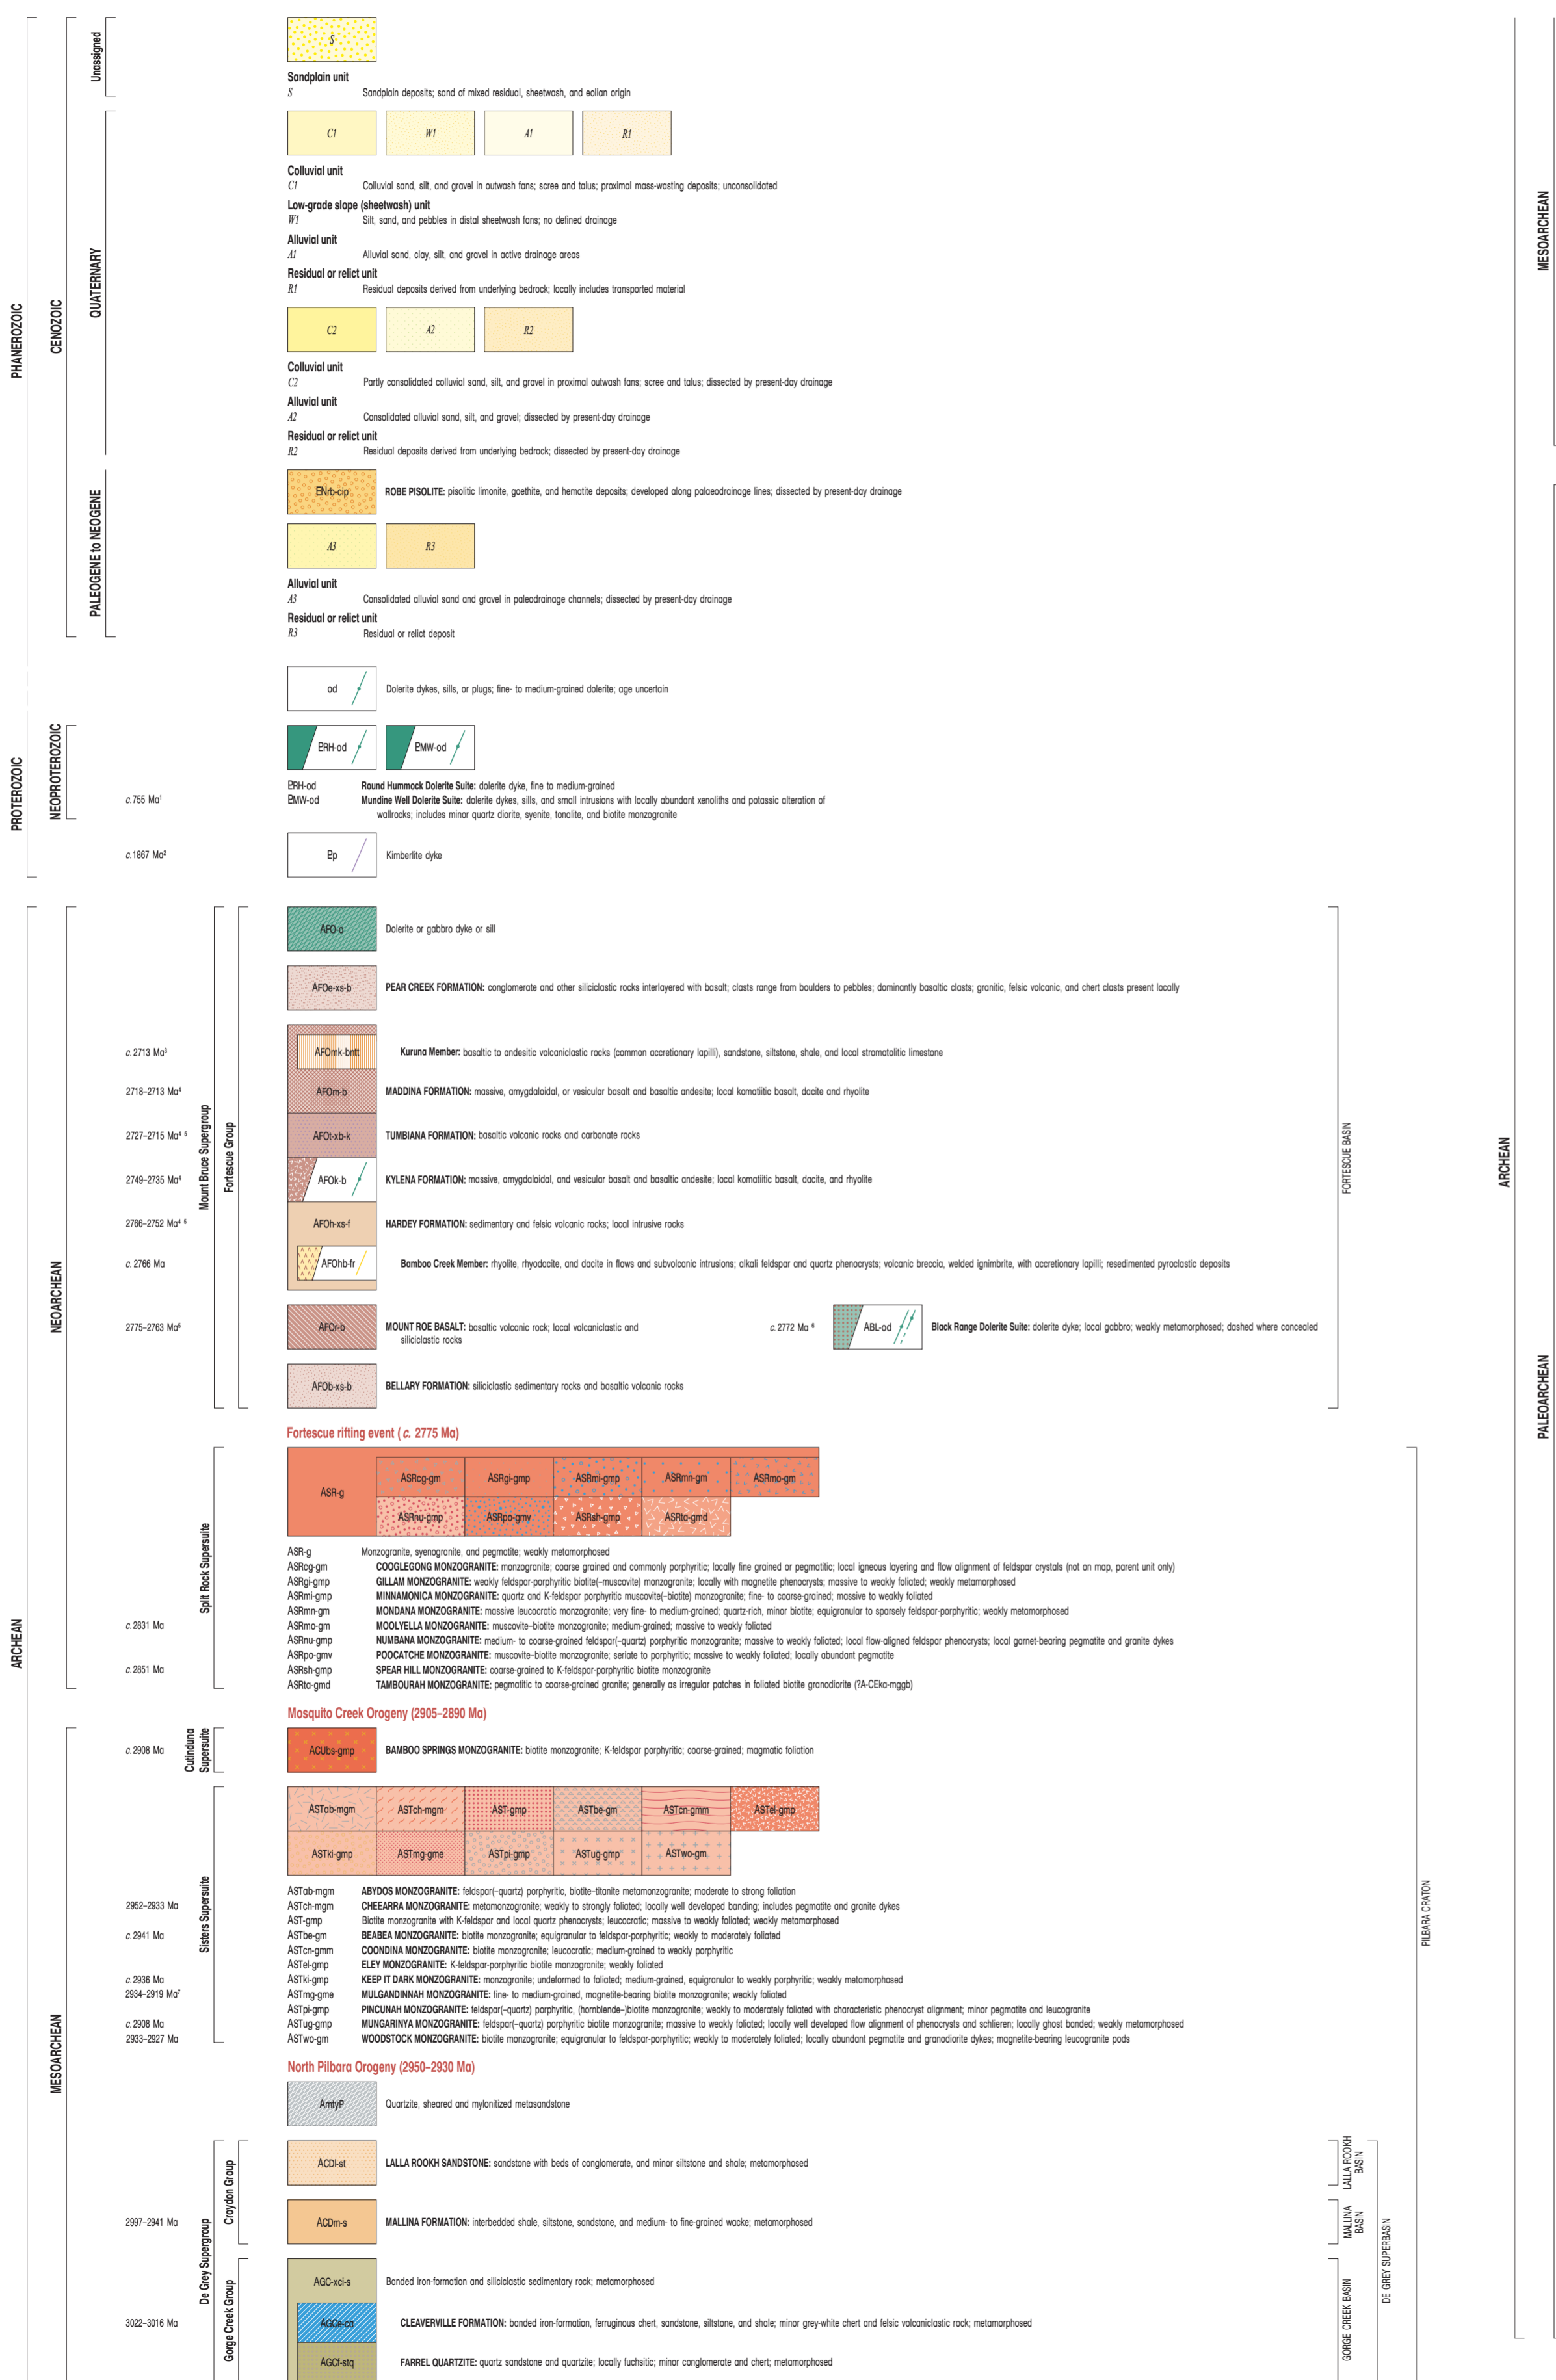 Unassigned
S
Sandplain unit
S Sandplain deposits; sand of mixed residual, sheetwash, and eolian origin
PHANEROZOIC
CENOZOIC
QUATERNARY
C1 W1 A1 R1
Colluvial unit
C1 Colluvial sand, silt, and gravel in outwash fans; scree and talus; proximal mass-wasting deposits; unconsolidated
Low-grade slope (sheetwash) unit
W1 Silt, sand, and pebbles in distal sheetwash fans; no defined drainage
Alluvial unit
A1 Alluvial sand, clay, silt, and gravel in active drainage areas
Residual or relict unit
R1 Residual deposits derived from underlying bedrock; locally includes transported material
C2 A2 R2
Colluvial unit
C2 Partly consolidated colluvial sand, silt, and gravel in proximal outwash fans; scree and talus; dissected by present-day drainage
Alluvial unit
A2 Consolidated alluvial sand, silt, and gravel; dissected by present-day drainage
Residual or relict unit
R2 Residual deposits derived from underlying bedrock; dissected by present-day drainage
PALEOGENE to NEOGENE
ENrb-cip ROBE PISOLITE: pisolitic limonite, goethite, and hematite deposits; developed along palaeodrainage lines; dissected by present-day drainage
A3 R3
Alluvial unit
A3 Consolidated alluvial sand and gravel in paleodrainage channels; dissected by present-day drainage
Residual or relict unit
R3 Residual or relict deposit
od Dolerite dykes, sills, or plugs; fine- to medium-grained dolerite; age uncertain
PROTEROZOIC
NEOPROTEROZOIC
PRH-od PMW-od
PRH-od Round Hummock Dolerite Suite: dolerite dyke, fine to medium-grained
c.755 Ma¹ PMW-od Mundine Well Dolerite Suite: dolerite dykes, sills, and small intrusions with locally abundant xenoliths and potassic alteration of
wallrocks; includes minor quartz diorite, syenite, tonalite, and biotite monzogranite
c.1867 Ma² Pp Kimberlite dyke
ARCHEAN
NEOARCHEAN
Mount Bruce Supergroup
Fortescue Group
AFO-o Dolerite or gabbro dyke or sill
AFOe-xs-b PEAR CREEK FORMATION: conglomerate and other siliciclastic rocks interlayered with basalt; clasts range from boulders to pebbles; dominantly basaltic clasts; granitic, felsic volcanic, and chert clasts present locally
c. 2713 Ma³ AFOmk-bntt Kuruna Member: basaltic to andesitic volcaniclastic rocks (common accretionary lapilli), sandstone, siltstone, shale, and local stromatolitic limestone
2718–2713 Ma⁴ AFOm-b MADDINA FORMATION: massive, amygdaloidal, or vesicular basalt and basaltic andesite; local komatiitic basalt, dacite and rhyolite
2727–2715 Ma⁴ ⁵ AFOt-xb-k TUMBIANA FORMATION: basaltic volcanic rocks and carbonate rocks
2749–2735 Ma⁴ AFOk-b KYLENA FORMATION: massive, amygdaloidal, and vesicular basalt and basaltic andesite; local komatiitic basalt, dacite, and rhyolite
2766–2752 Ma⁴ ⁵ AFOh-xs-f HARDEY FORMATION: sedimentary and felsic volcanic rocks; local intrusive rocks
c. 2766 Ma AFOhb-fr Bamboo Creek Member: rhyolite, rhyodacite, and dacite in flows and subvolcanic intrusions; alkali feldspar and quartz phenocrysts; volcanic breccia, welded ignimbrite, with accretionary lapilli; resedimented pyroclastic deposits
2775–2763 Ma⁵ AFOr-b MOUNT ROE BASALT: basaltic volcanic rock; local volcaniclastic and
siliciclastic rocks
c. 2772 Ma ⁶ ABL-od Black Range Dolerite Suite: dolerite dyke; local gabbro; weakly metamorphosed; dashed where concealed
AFOb-xs-b BELLARY FORMATION: siliciclastic sedimentary rocks and basaltic volcanic rocks
FORTESCUE BASIN
Fortescue rifting event (c. 2775 Ma)
Split Rock Supersuite
ASR-g ASRcg-gm ASRgi-gmp ASRmi-gmp ASRmn-gm ASRmo-gm
ASRnu-gmp ASRpo-gmv ASRsh-gmp ASRta-gmd
ASR-g Monzogranite, syenogranite, and pegmatite; weakly metamorphosed
ASRcg-gm COOGLEGONG MONZOGRANITE: monzogranite; coarse grained and commonly porphyritic; locally fine grained or pegmatitic; local igneous layering and flow alignment of feldspar crystals (not on map, parent unit only)
ASRgi-gmp GILLAM MONZOGRANITE: weakly feldspar-porphyritic biotite(–muscovite) monzogranite; locally with magnetite phenocrysts; massive to weakly foliated; weakly metamorphosed
ASRmi-gmp MINNAMONICA MONZOGRANITE: quartz and K-feldspar porphyritic muscovite(–biotite) monzogranite; fine- to coarse-grained; massive to weakly foliated
ASRmn-gm MONDANA MONZOGRANITE: massive leucocratic monzogranite; very fine- to medium-grained; quartz-rich, minor biotite; equigranular to sparsely feldspar-porphyritic; weakly metamorphosed
c. 2831 Ma ASRmo-gm MOOLYELLA MONZOGRANITE: muscovite–biotite monzogranite; medium-grained; massive to weakly foliated
ASRnu-gmp NUMBANA MONZOGRANITE: medium- to coarse-grained feldspar(–quartz) porphyritic monzogranite; massive to weakly foliated; local flow-aligned feldspar phenocrysts; local garnet-bearing pegmatite and granite dykes
ASRpo-gmv POOCATCHE MONZOGRANITE: muscovite–biotite monzogranite; seriate to porphyritic; massive to weakly foliated; locally abundant pegmatite
c. 2851 Ma ASRsh-gmp SPEAR HILL MONZOGRANITE: coarse-grained to K-feldspar-porphyritic biotite monzogranite
ASRta-gmd TAMBOURAH MONZOGRANITE: pegmatitic to coarse-grained granite; generally as irregular patches in foliated biotite granodiorite (?A-CEka-mggb)
Mosquito Creek Orogeny (2905–2890 Ma)
MESOARCHEAN
Cutinduna
Supersuite
c. 2908 Ma ACUbs-gmp BAMBOO SPRINGS MONZOGRANITE: biotite monzogranite; K-feldspar porphyritic; coarse-grained; magmatic foliation
Sisters Supersuite
ASTab-mgm ASTch-mgm AST-gmp ASTbe-gm ASTcn-gmm ASTel-gmp
ASTki-gmp ASTmg-gme ASTpi-gmp ASTug-gmp ASTwo-gm
ASTab-mgm ABYDOS MONZOGRANITE: feldspar(–quartz) porphyritic, biotite–titanite metamonzogranite; moderate to strong foliation
2952–2933 Ma ASTch-mgm CHEEARRA MONZOGRANITE: metamonzogranite; weakly to strongly foliated; locally well developed banding; includes pegmatite and granite dykes
AST-gmp Biotite monzogranite with K-feldspar and local quartz phenocrysts; leucocratic; massive to weakly foliated; weakly metamorphosed
c. 2941 Ma ASTbe-gm BEABEA MONZOGRANITE: biotite monzogranite; equigranular to feldspar-porphyritic; weakly to moderately foliated
ASTcn-gmm COONDINA MONZOGRANITE: biotite monzogranite; leucocratic; medium-grained to weakly porphyritic
ASTel-gmp ELEY MONZOGRANITE: K-feldspar-porphyritic biotite monzogranite; weakly foliated
c. 2936 Ma ASTki-gmp KEEP IT DARK MONZOGRANITE: monzogranite; undeformed to foliated; medium-grained, equigranular to weakly porphyritic; weakly metamorphosed
2934–2919 Ma⁷ ASTmg-gme MULGANDINNAH MONZOGRANITE: fine- to medium-grained, magnetite-bearing biotite monzogranite; weakly foliated
ASTpi-gmp PINCUNAH MONZOGRANITE: feldspar(–quartz) porphyritic, (hornblende–)biotite monzogranite; weakly to moderately foliated with characteristic phenocryst alignment; minor pegmatite and leucogranite
c. 2908 Ma ASTug-gmp MUNGARINYA MONZOGRANITE: feldspar(–quartz) porphyritic biotite monzogranite; massive to weakly foliated; locally well developed flow alignment of phenocrysts and schlieren; locally ghost banded; weakly metamorphosed
2933–2927 Ma ASTwo-gm WOODSTOCK MONZOGRANITE: biotite monzogranite; equigranular to feldspar-porphyritic; weakly to moderately foliated; locally abundant pegmatite and granodiorite dykes; magnetite-bearing leucogranite pods
North Pilbara Orogeny (2950–2930 Ma)
AmtyP Quartzite, sheared and mylonitized metasandstone
De Grey Supergroup
Croydon Group
ACDl-st LALLA ROOKH SANDSTONE: sandstone with beds of conglomerate, and minor siltstone and shale; metamorphosed
LALLA ROOKH
BASIN
2997–2941 Ma ACDm-s MALLINA FORMATION: interbedded shale, siltstone, sandstone, and medium- to fine-grained wacke; metamorphosed
MALLINA
BASIN
Gorge Creek Group
AGC-xci-s Banded iron-formation and siliciclastic sedimentary rock; metamorphosed
3022–3016 Ma AGCe-ca CLEAVERVILLE FORMATION: banded iron-formation, ferruginous chert, sandstone, siltstone, and shale; minor grey-white chert and felsic volcaniclastic rock; metamorphosed
AGCf-stq FARREL QUARTZITE: quartz sandstone and quartzite; locally fuchsitic; minor conglomerate and chert; metamorphosed
GORGE CREEK BASIN
DE GREY SUPERBASIN
PILBARA CRATON
ARCHEAN
MESOARCHEAN
PALEOARCHEAN